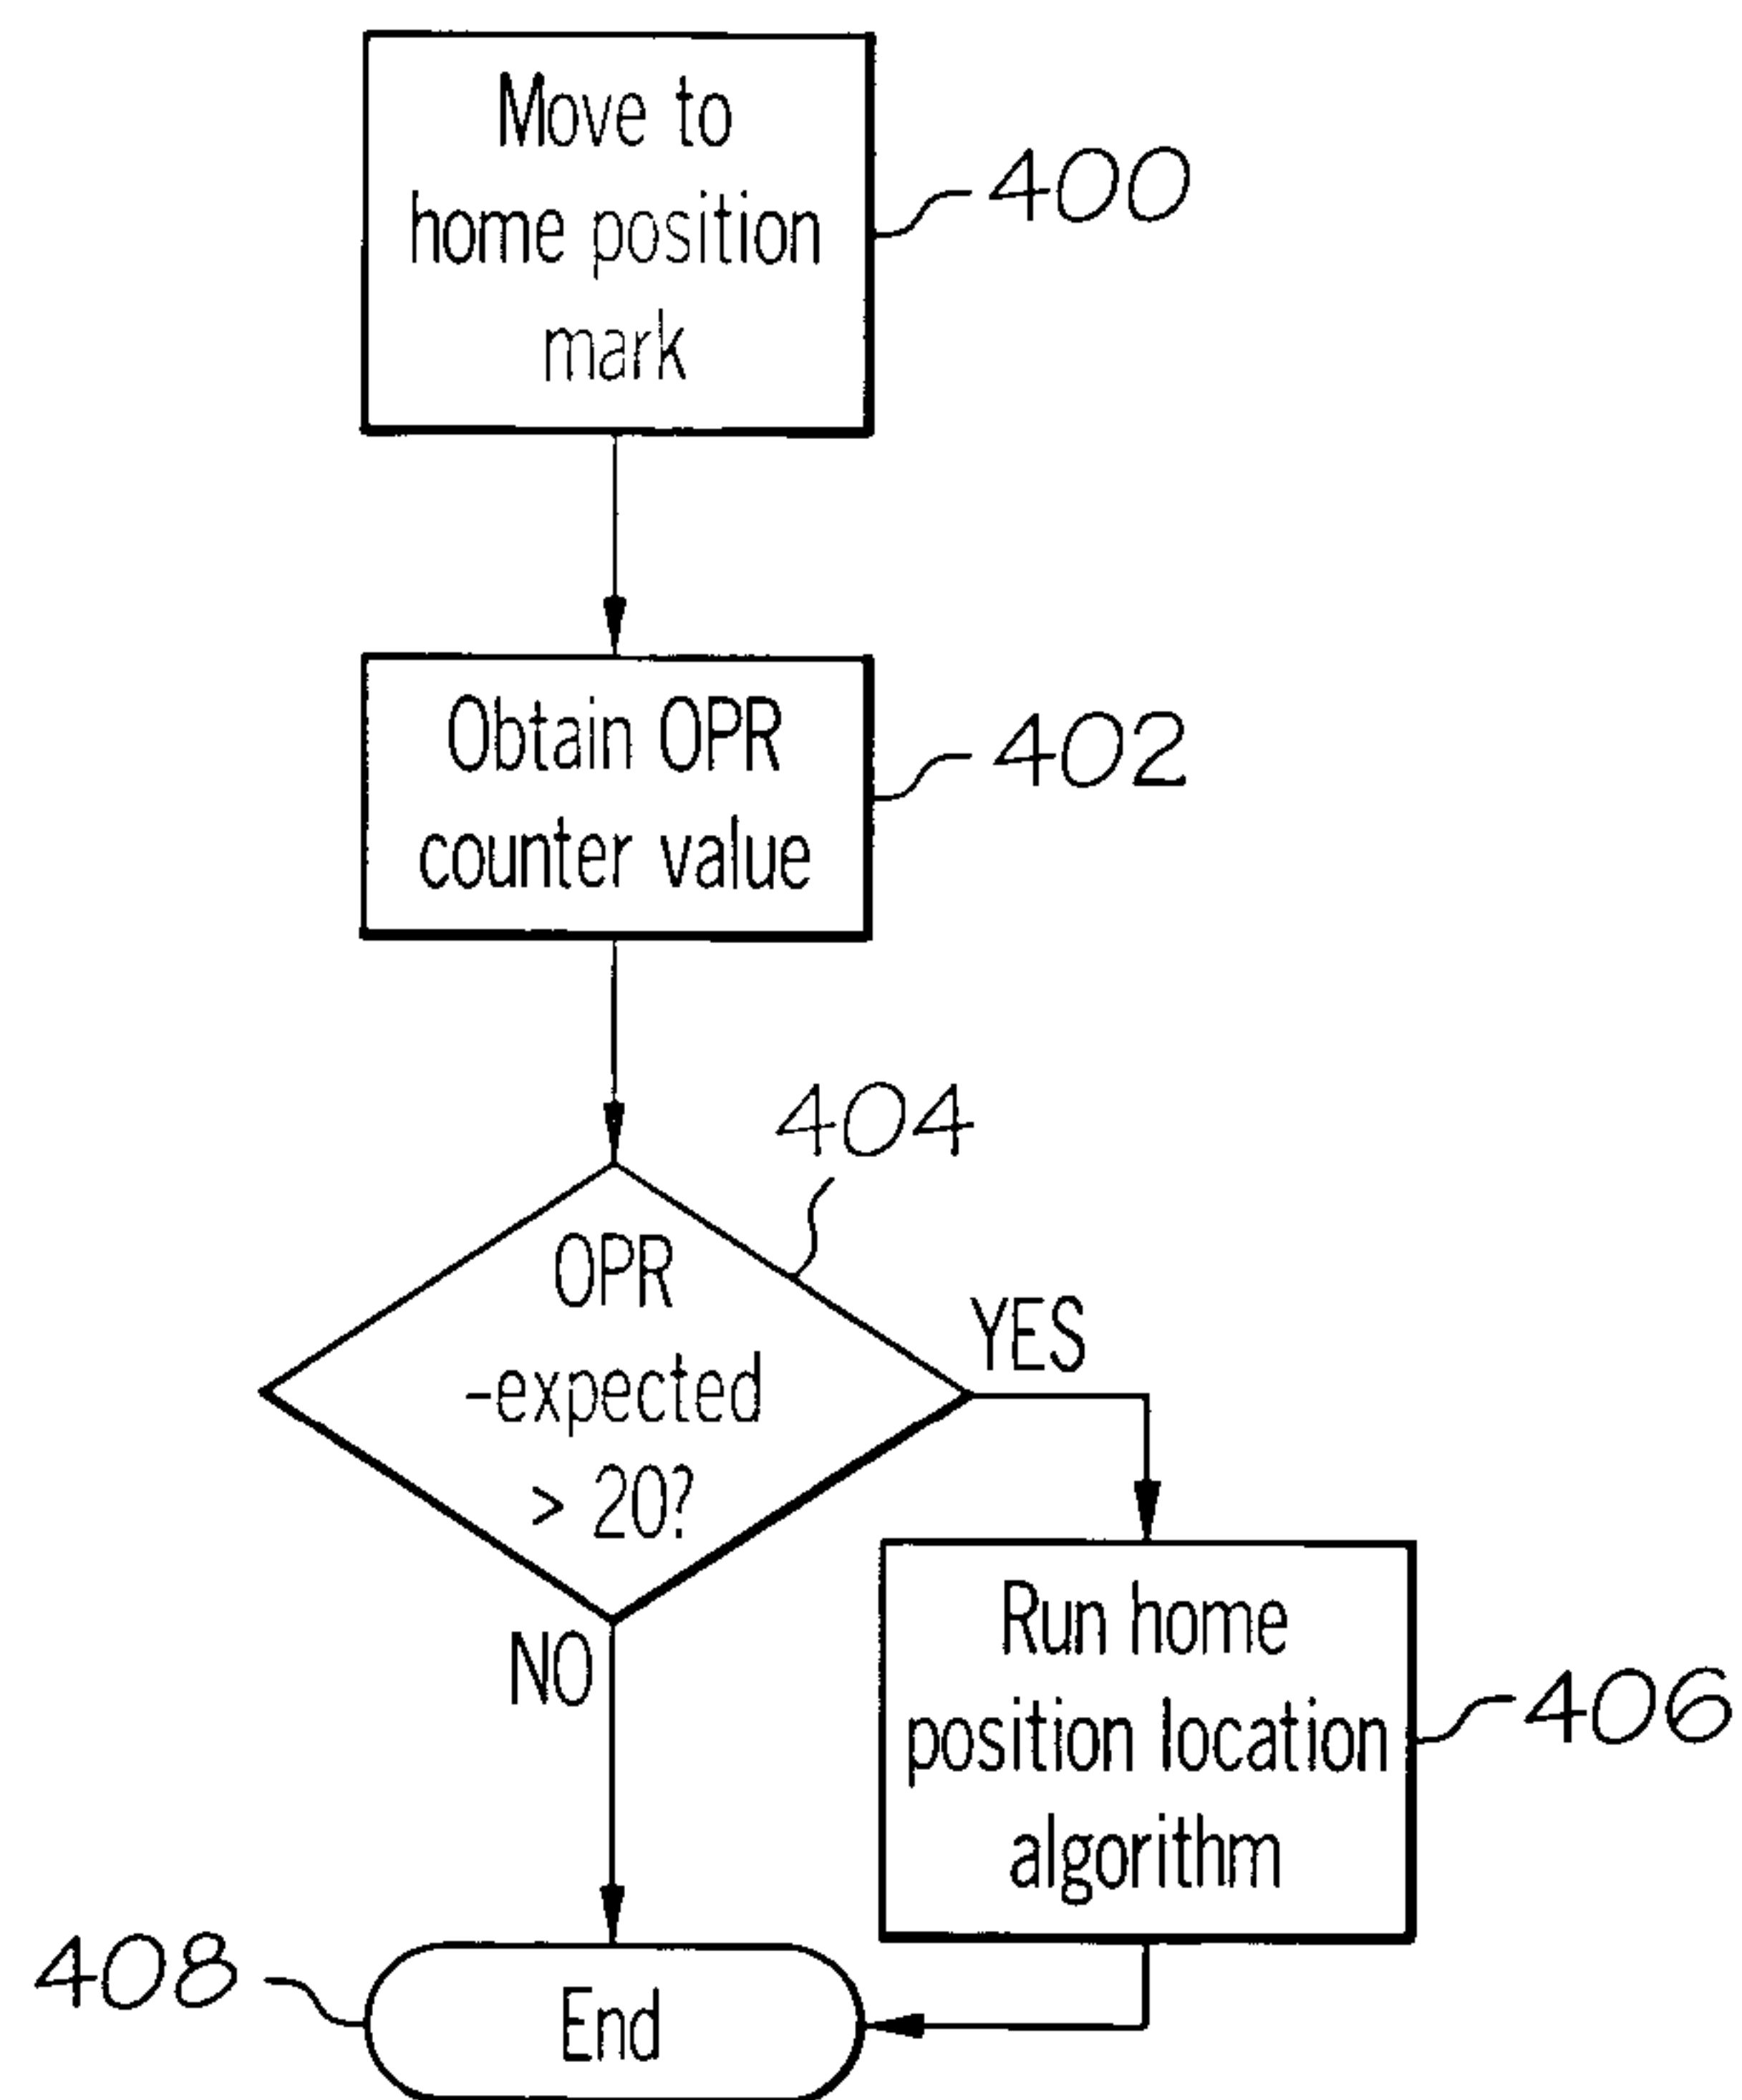 Move to
home position
mark
400
Obtain OPR
counter value
402
404
OPR
-expected
> 20?
YES
NO
Run home
position location
algorithm
406
408
End